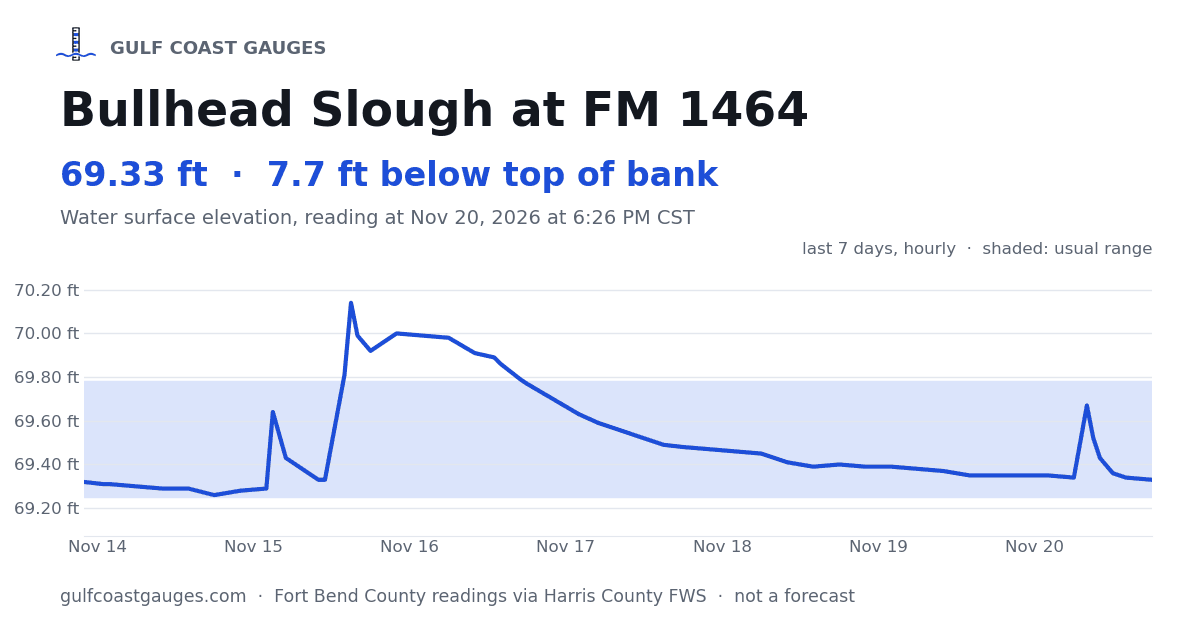 GULF COAST GAUGES
Bullhead Slough at FM 1464
69.33 ft · 7.7 ft below top of bank
Water surface elevation, reading at Nov 20, 2026 at 6:26 PM CST
last 7 days, hourly · shaded: usual range
70.20 ft
70.00 ft
69.80 ft
69.60 ft
69.40 ft
69.20 ft
Nov 14 Nov 15 Nov 16 Nov 17 Nov 18 Nov 19 Nov 20
gulfcoastgauges.com · Fort Bend County readings via Harris County FWS · not a forecast